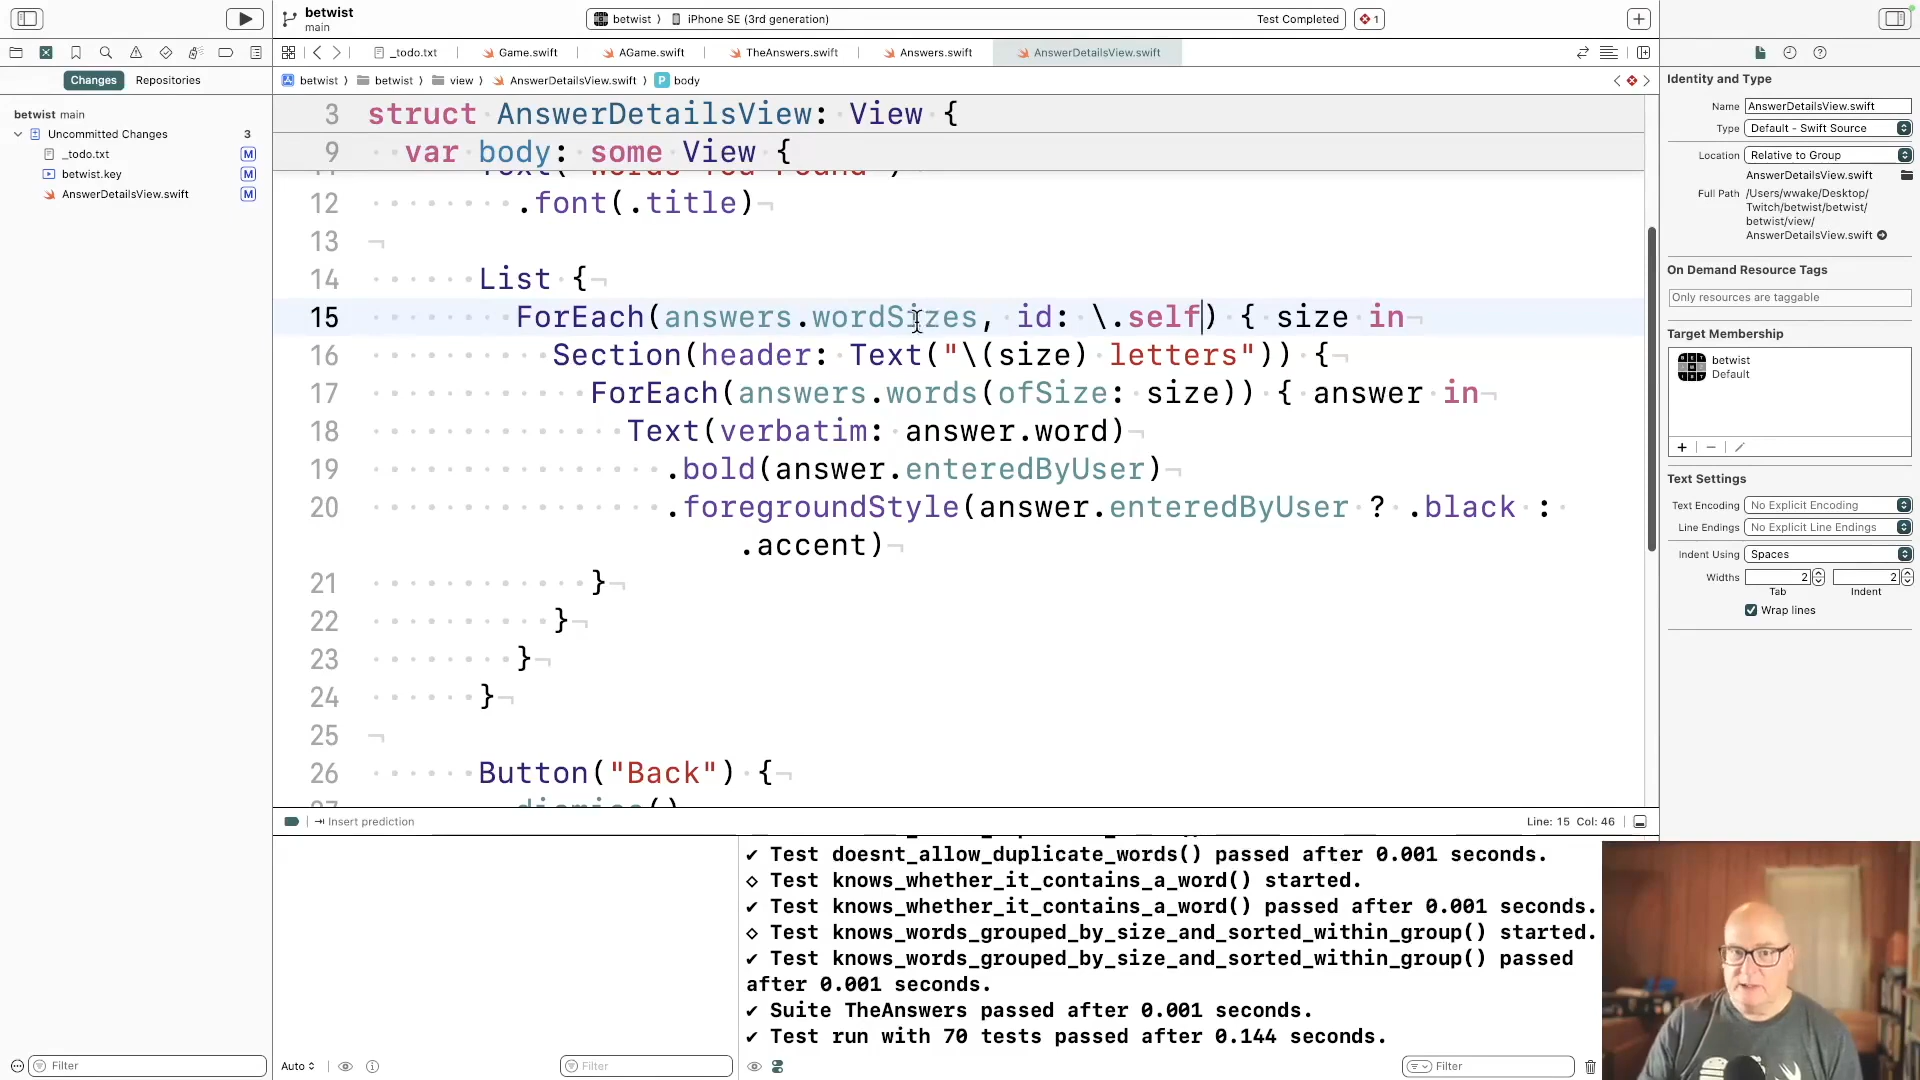 betwist
main
betwist
iPhone SE (3rd generation)
Test Completed
1
_todo.txt
Game.swift
AGame.swift
TheAnswers.swift
Answers.swift
AnswerDetailsView.swift
Changes
Repositories
betwist
betwist
view
AnswerDetailsView.swift
P
body
betwist main
Uncommitted Changes
3
_todo.txt
M
betwist.key
M
AnswerDetailsView.swift
M
3 struct AnswerDetailsView: View {
9 var body: some View {
Text("Words You Found")
12 .font(.title)
13
14 List {
15 ForEach(answers.wordSizes, id: \.self) { size in
16 Section(header: Text("\(size) letters")) {
17 ForEach(answers.words(ofSize: size)) { answer in
18 Text(verbatim: answer.word)
19 .bold(answer.enteredByUser)
20 .foregroundStyle(answer.enteredByUser ? .black :
.accent)
21 }
22 }
23 }
24 }
25
26 Button("Back") {
27 dismiss()
Insert prediction
Line: 15 Col: 46
✔ Test doesnt_allow_duplicate_words() passed after 0.001 seconds.
◇ Test knows_whether_it_contains_a_word() started.
✔ Test knows_whether_it_contains_a_word() passed after 0.001 seconds.
◇ Test knows_words_grouped_by_size_and_sorted_within_group() started.
✔ Test knows_words_grouped_by_size_and_sorted_within_group() passed
after 0.001 seconds.
✔ Suite TheAnswers passed after 0.001 seconds.
✔ Test run with 70 tests passed after 0.144 seconds.
Filter
Auto
Filter
Filter
Identity and Type
Name AnswerDetailsView.swift
Type Default - Swift Source
Location Relative to Group
AnswerDetailsView.swift
Full Path /Users/wwake/Desktop/
Twitch/betwist/betwist/
betwist/view/
AnswerDetailsView.swift
On Demand Resource Tags
Only resources are taggable
Target Membership
betwist
Default
Text Settings
Text Encoding No Explicit Encoding
Line Endings No Explicit Line Endings
Indent Using Spaces
Widths 2 2
Tab Indent
Wrap lines